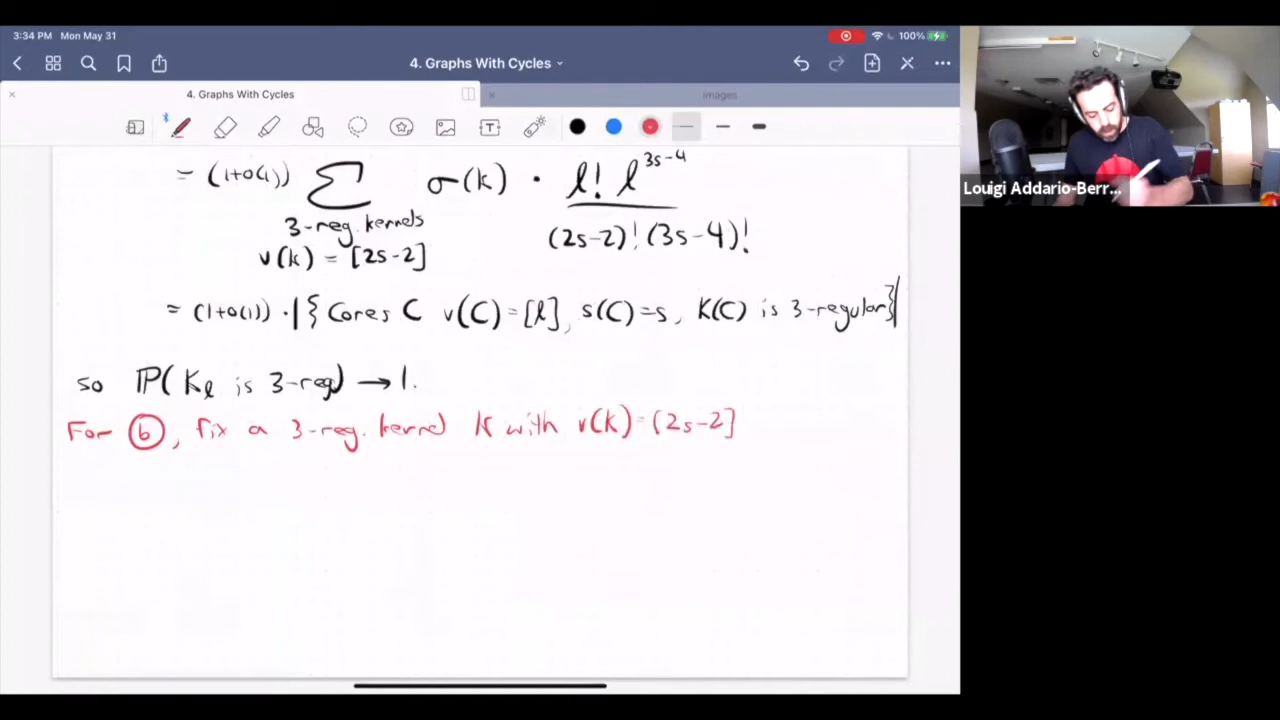 3:34 PM Mon May 31
100%
4. Graphs With Cycles
4. Graphs With Cycles
images
= (1+o(1)) Σ σ(K) · l! l^{3s-4}
3-reg. kernels (2s-2)! (3s-4)!
v(K) = [2s-2]
= (1+o(1)) · |{Cores C v(C)=[l], s(C)=s, K(C) is 3-regular}|
so ℙ(K_l is 3-reg) → 1.
For ⓑ, fix a 3-reg. kernel K with v(K) = [2s-2]
Louigi Addario-Berr...